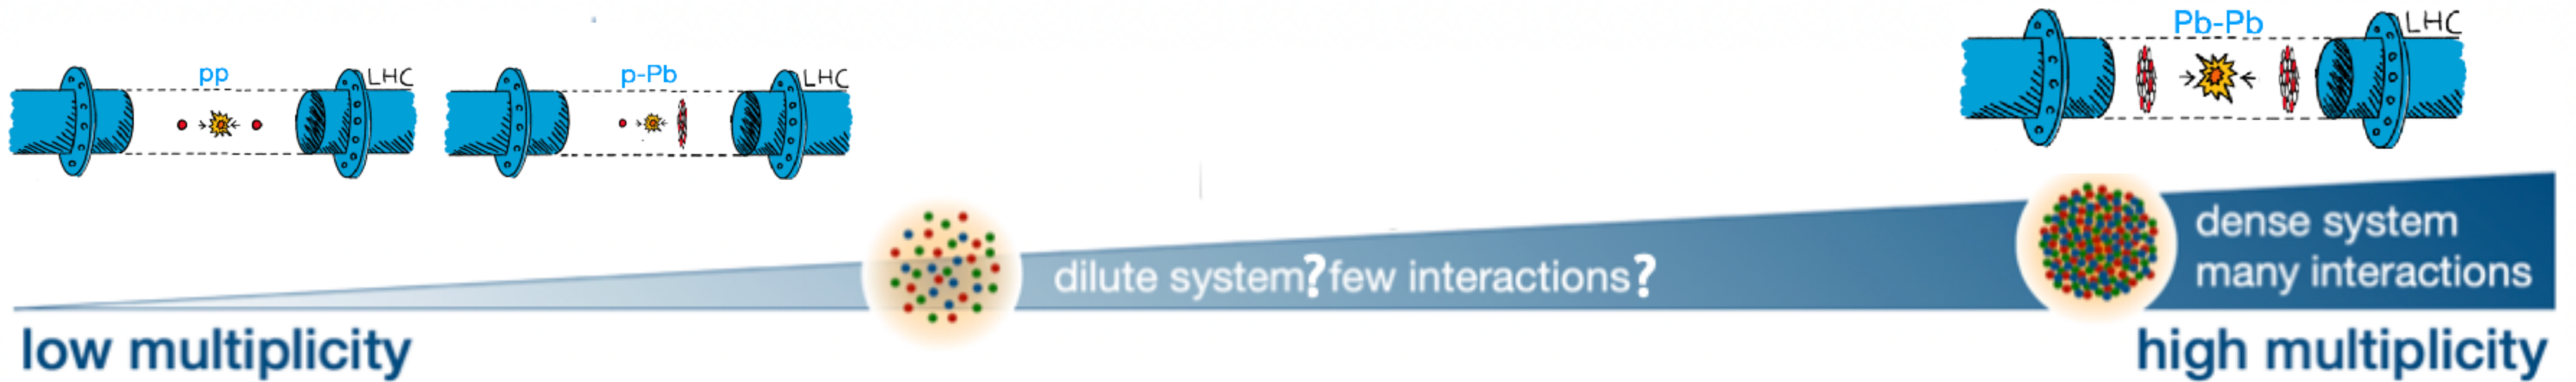 pp
LHC
p-Pb
LHC
Pb-Pb
LHC
dilute system?few interactions?
dense system
many interactions
low multiplicity
high multiplicity